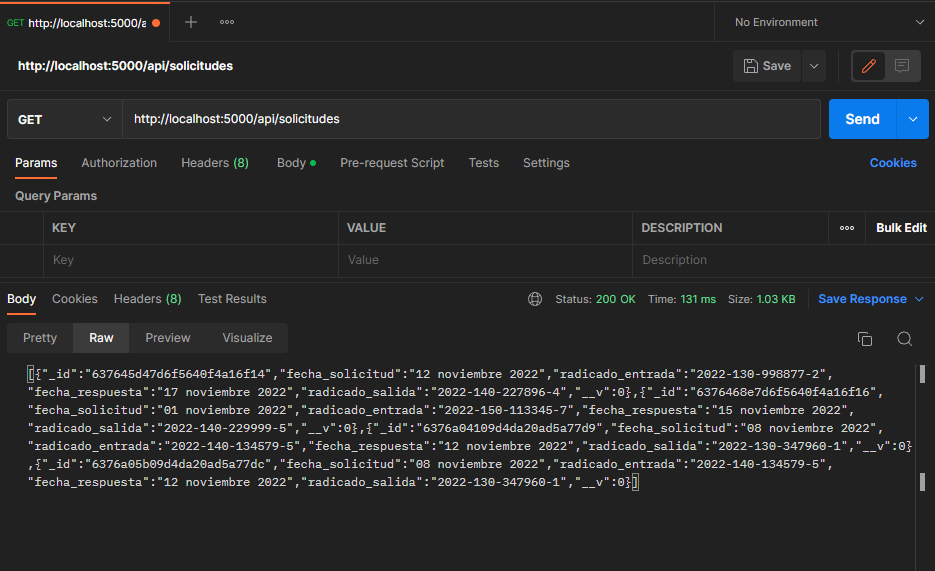 GET http://localhost:5000/a
No Environment
http://localhost:5000/api/solicitudes
Save
GET http://localhost:5000/api/solicitudes
Send
Params Authorization Headers (8) Body Pre-request Script Tests Settings Cookies
Query Params
KEY VALUE DESCRIPTION Bulk Edit
Key Value Description
Body Cookies Headers (8) Test Results Status: 200 OK Time: 131 ms Size: 1.03 KB Save Response
Pretty Raw Preview Visualize
[{"_id":"637645d47d6f5640f4a16f14","fecha_solicitud":"12 noviembre 2022","radicado_entrada":"2022-130-998877-2",
"fecha_respuesta":"17 noviembre 2022","radicado_salida":"2022-140-227896-4","__v":0},{"_id":"6376468e7d6f5640f4a16f16",
"fecha_solicitud":"01 noviembre 2022","radicado_entrada":"2022-150-113345-7","fecha_respuesta":"15 noviembre 2022",
"radicado_salida":"2022-140-229999-5","__v":0},{"_id":"6376a04109d4da20ad5a77d9","fecha_solicitud":"08 noviembre 2022",
"radicado_entrada":"2022-140-134579-5","fecha_respuesta":"12 noviembre 2022","radicado_salida":"2022-130-347960-1","__v":0}
,{"_id":"6376a05b09d4da20ad5a77dc","fecha_solicitud":"08 noviembre 2022","radicado_entrada":"2022-140-134579-5",
"fecha_respuesta":"12 noviembre 2022","radicado_salida":"2022-130-347960-1","__v":0}]